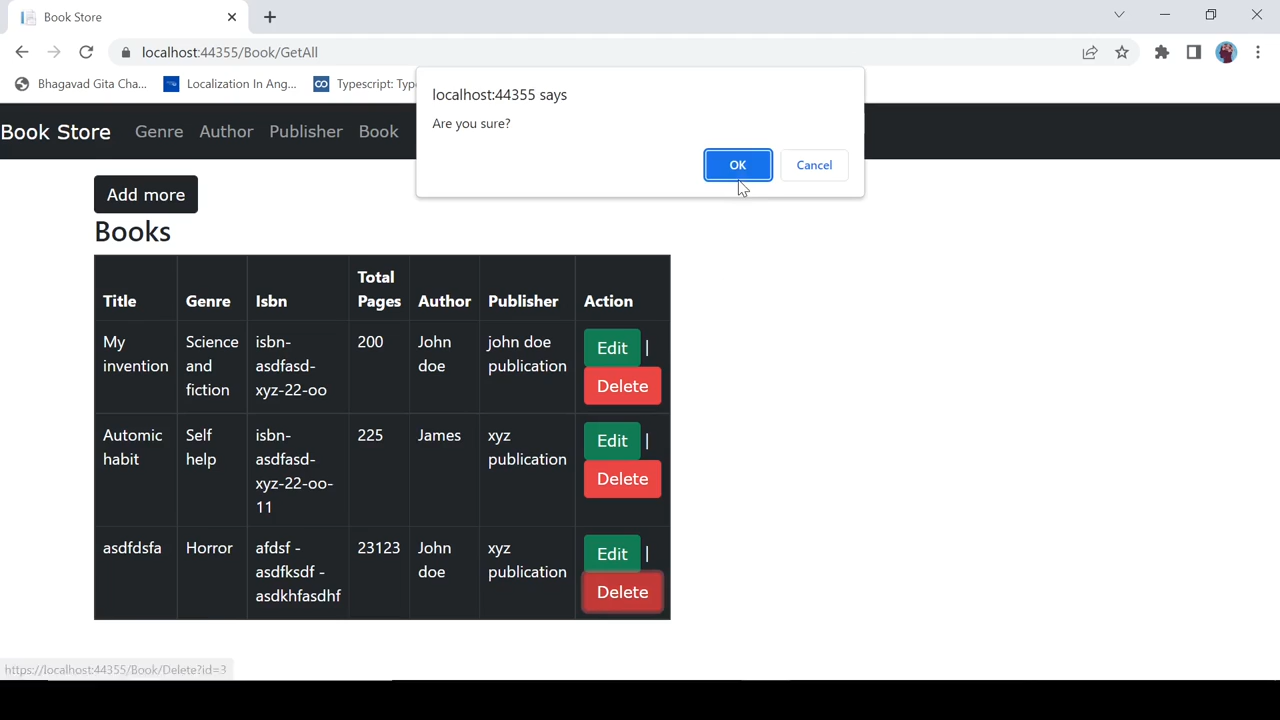 Book Store
localhost:44355/Book/GetAll
Bhagavad Gita Cha...
Localization In Ang...
Typescript: Typ
localhost:44355 says
Are you sure?
OK
Cancel
Book Store
Genre
Author
Publisher
Book
Add more
Books
Title
Genre
Isbn
Total
Pages
Author
Publisher
Action
My
invention
Science
and
fiction
isbn-
asdfasd-
xyz-22-oo
200
John
doe
john doe
publication
Edit |
Delete
Automic
habit
Self
help
isbn-
asdfasd-
xyz-22-oo-
11
225
James
xyz
publication
Edit |
Delete
asdfdsfa
Horror
afdsf -
asdfksdf -
asdkhfasdhf
23123
John
doe
xyz
publication
Edit |
Delete
https://localhost:44355/Book/Delete?id=3